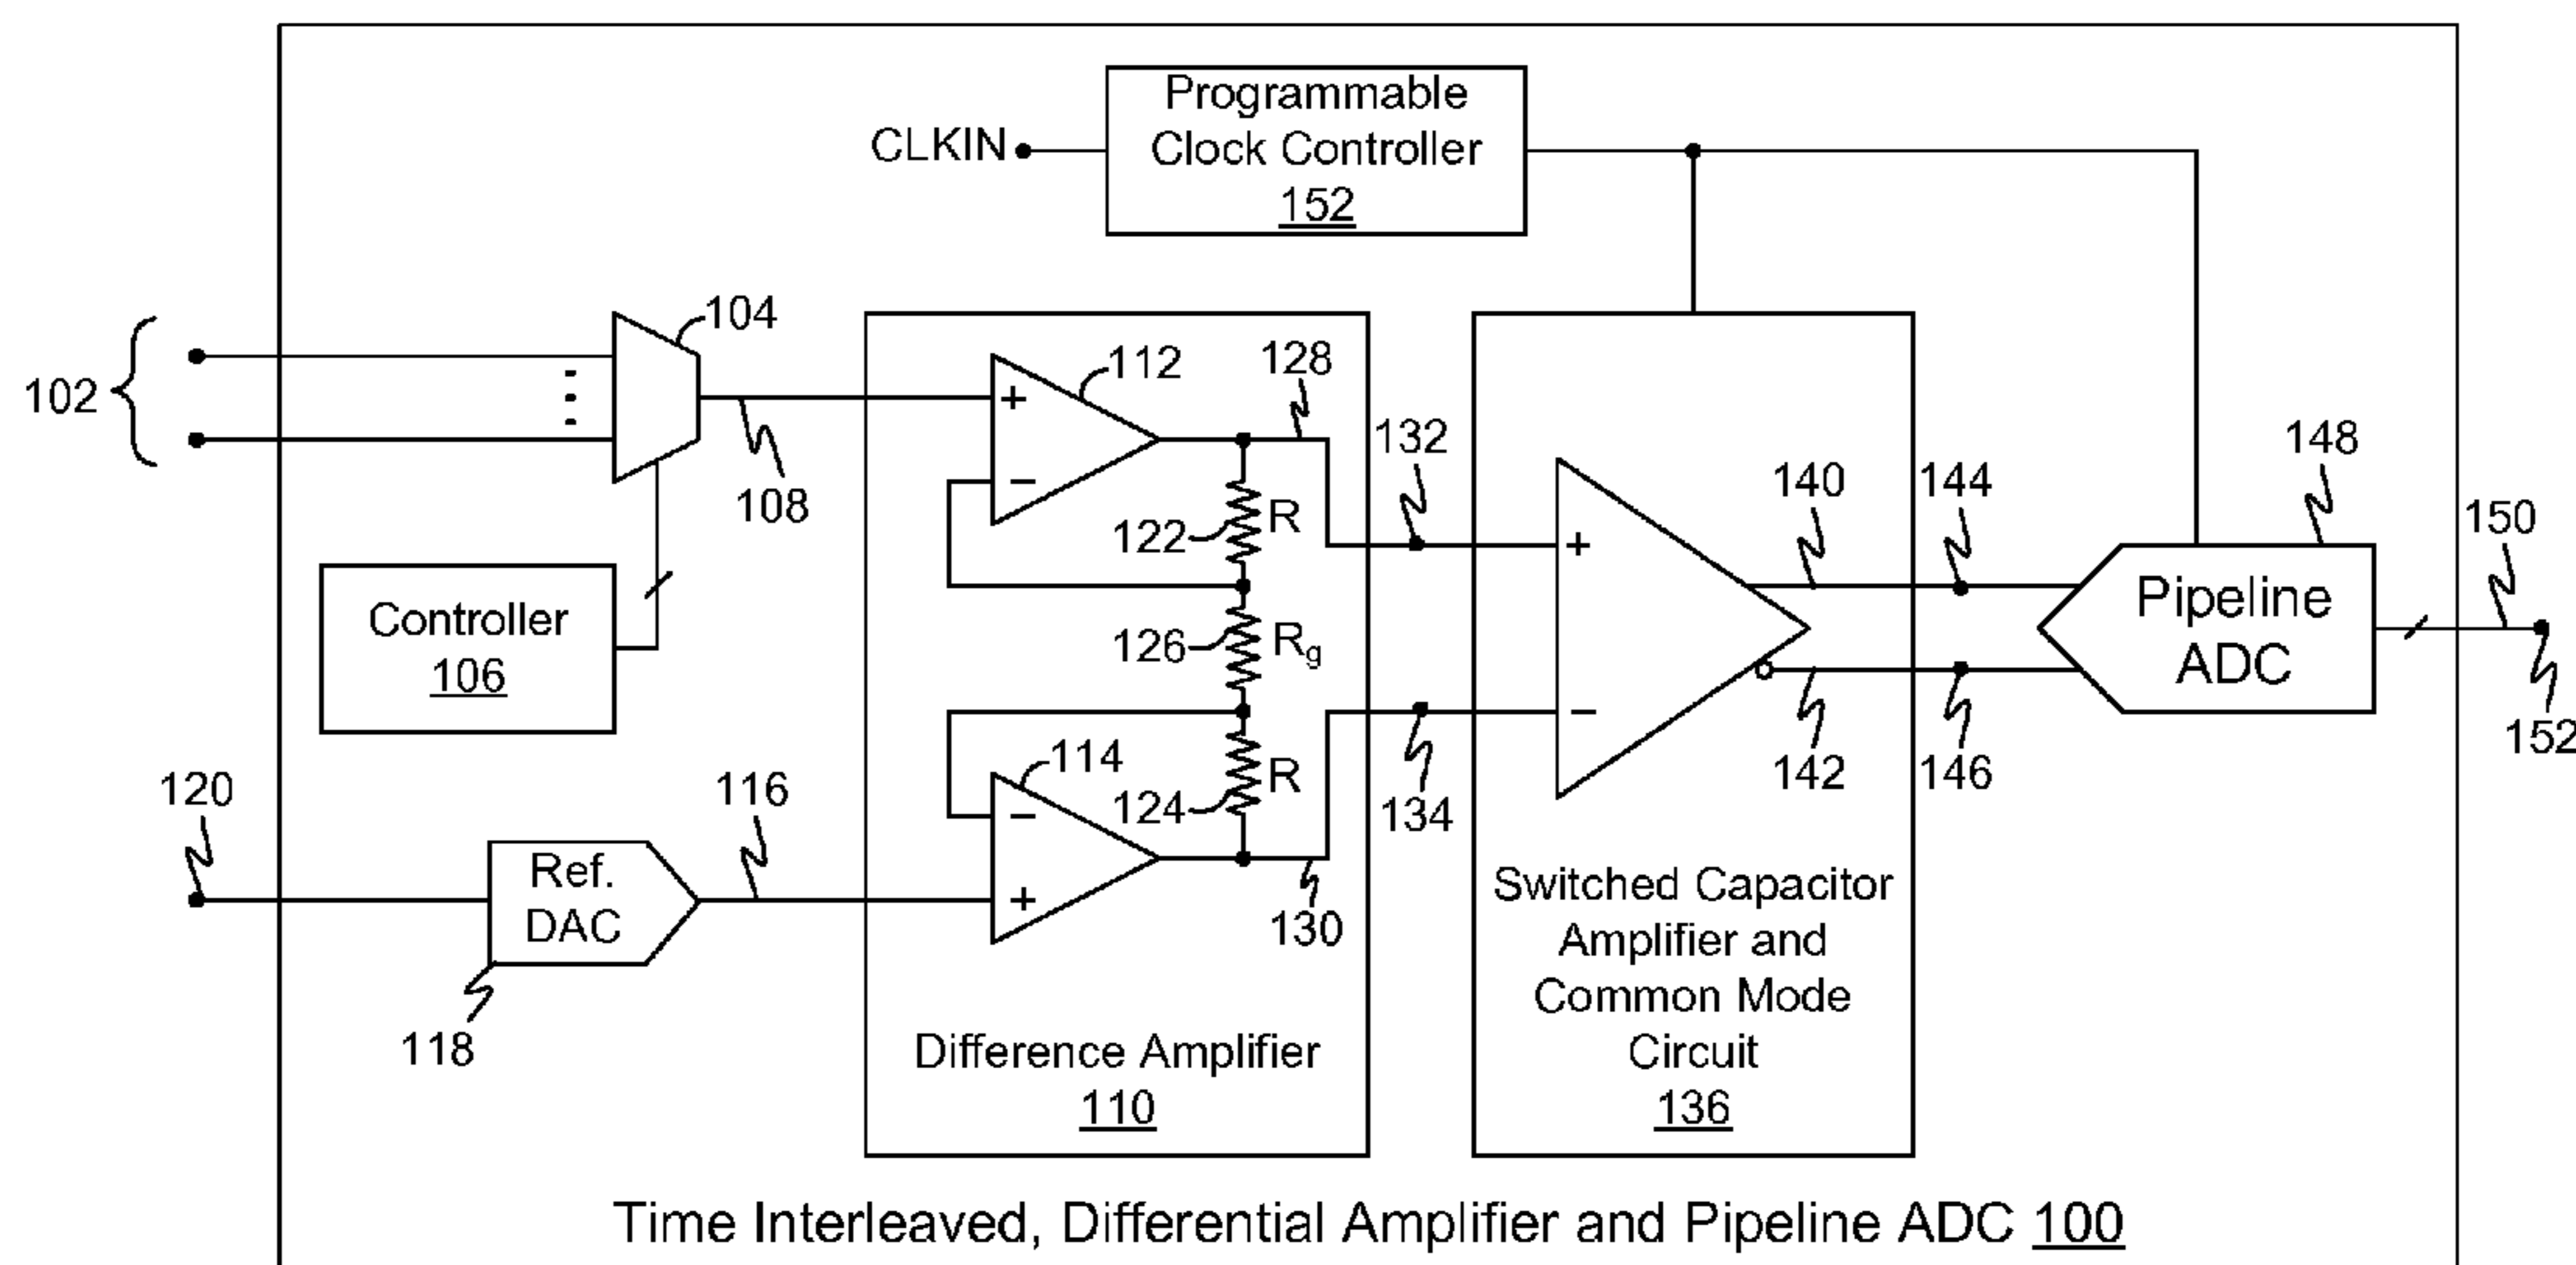 Programmable
Clock Controller
152
CLKIN
104
102
108
Controller
106
112
128
132
122
R
126
Rg
114
124
R
134
130
120
116
Ref.
DAC
118
Difference Amplifier
110
+
−
−
+
+
−
140
144
142
146
Switched Capacitor
Amplifier and
Common Mode
Circuit
136
148
150
Pipeline
ADC
152
Time Interleaved, Differential Amplifier and Pipeline ADC 100